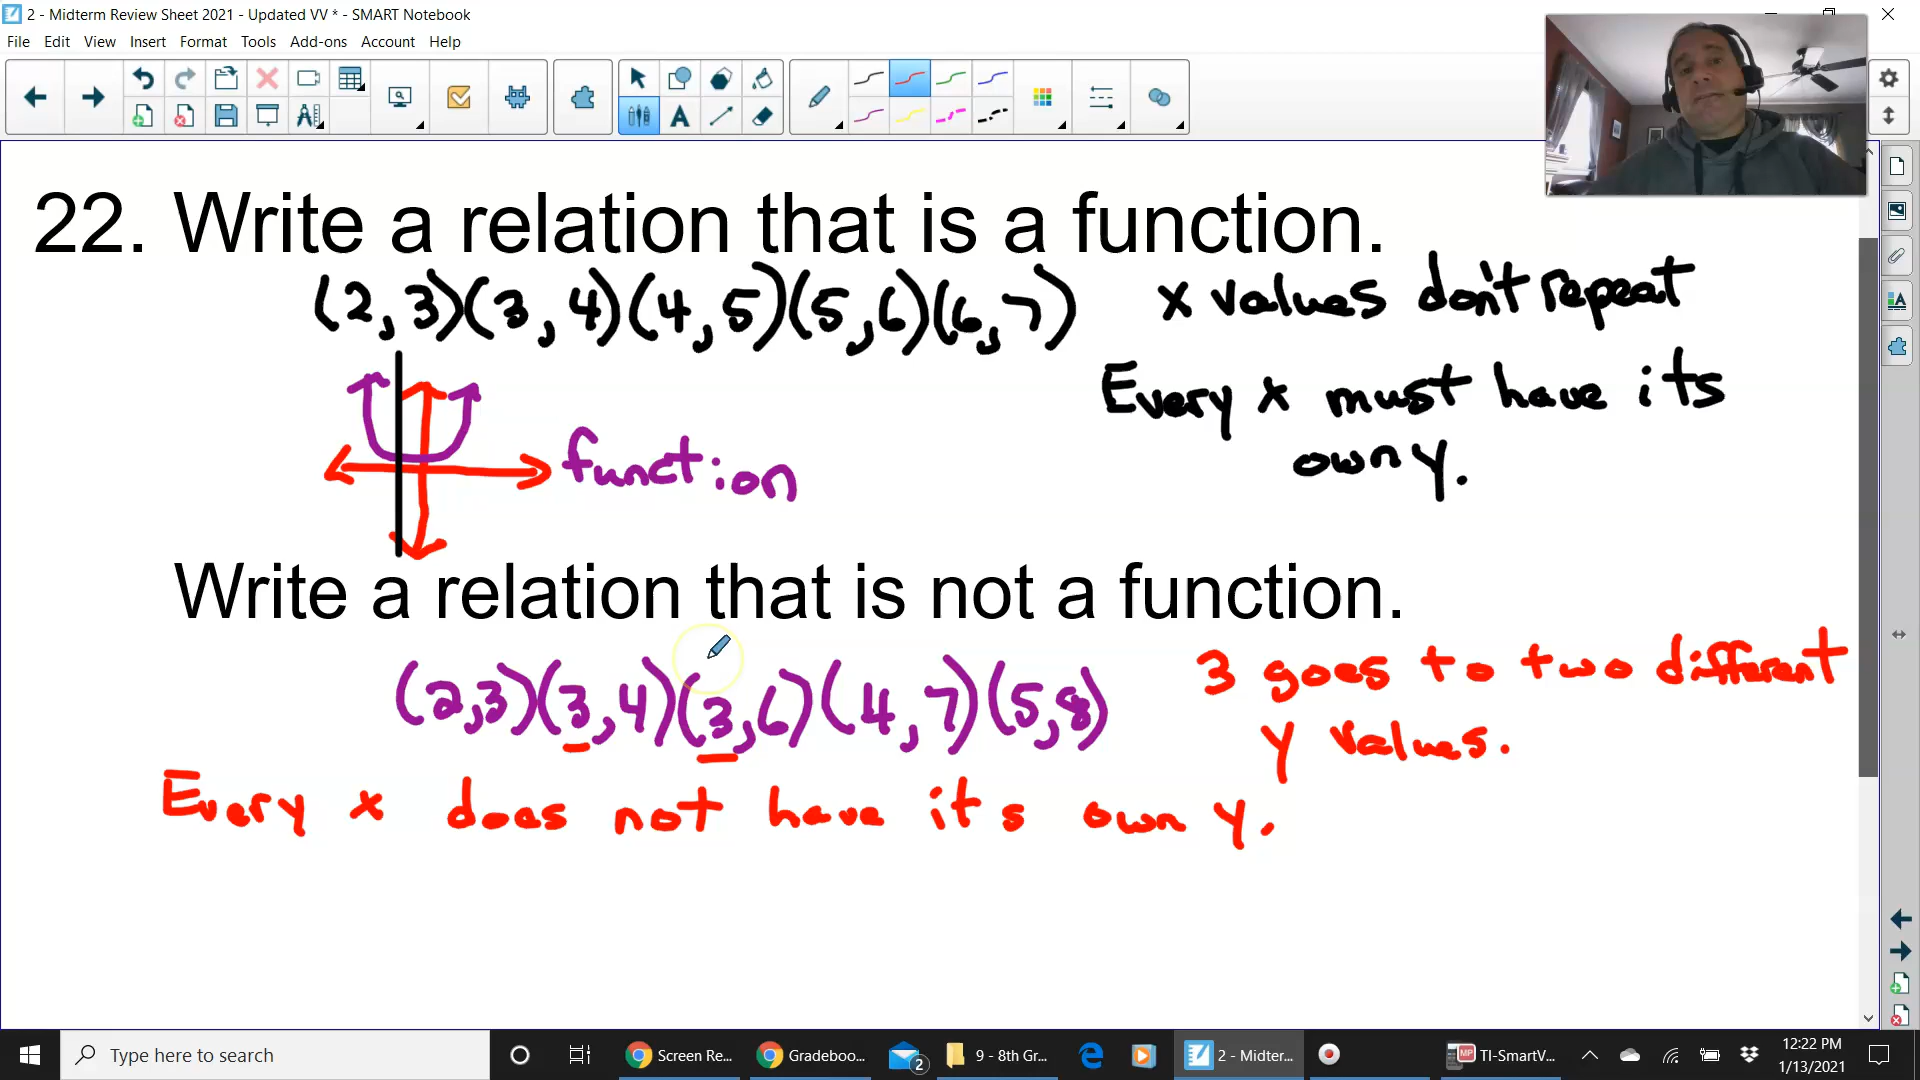 2 - Midterm Review Sheet 2021 - Updated VV * - SMART Notebook
File Edit View Insert Format Tools Add-ons Account Help
22. Write a relation that is a function.
(2,3)(3,4)(4,5)(5,6)(6,7)
x values don't repeat
Every x must have its
own y.
function
Write a relation that is not a function.
(2,3)(3,4)(3,6)(4,7)(5,8)
3 goes to two different
y values.
Every x does not have its own y.
Type here to search
Screen Re...
Gradeboo...
2
9 - 8th Gr...
2 - Midter...
TI-SmartV...
12:22 PM
1/13/2021